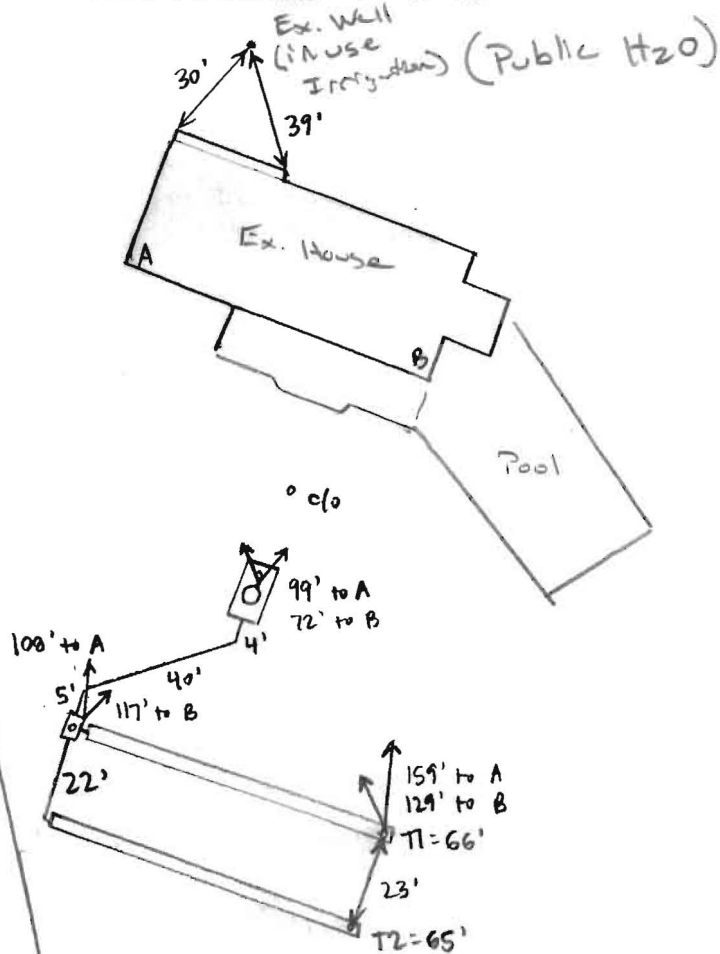 Ex. Well
(in use
Irrigation) (Public H2O)
30'
39'
A
Ex. House
B
Pool
c/o
99' to A
72' to B
4'
108' to A
40'
5'
117' to B
22'
159' to A
129' to B
T1=66'
23'
T2=65'